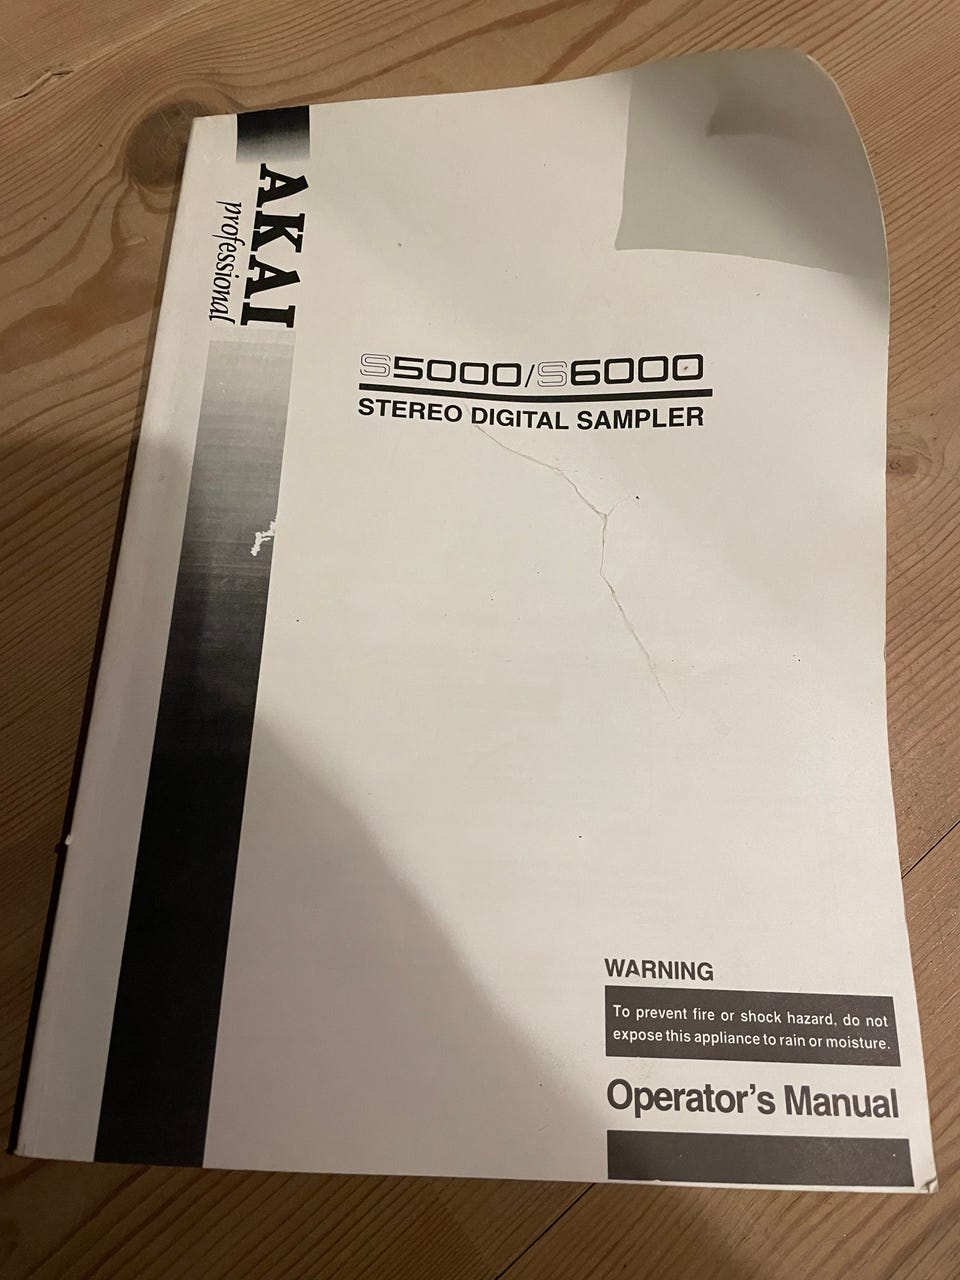 AKAI
professional
S5000/S6000
STEREO DIGITAL SAMPLER
WARNING
To prevent fire or shock hazard, do not
expose this appliance to rain or moisture.
Operator's Manual